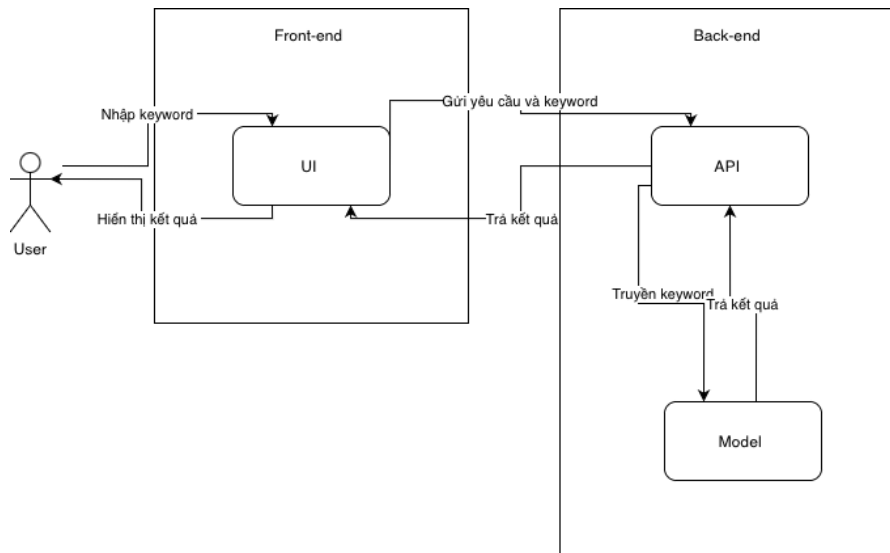 Front-end
Back-end
Nhập keyword
Gửi yêu cầu và keyword
UI
API
User
Hiển thị kết quả
Trả kết quả
Truyền keyword
Trả kết quả
Model